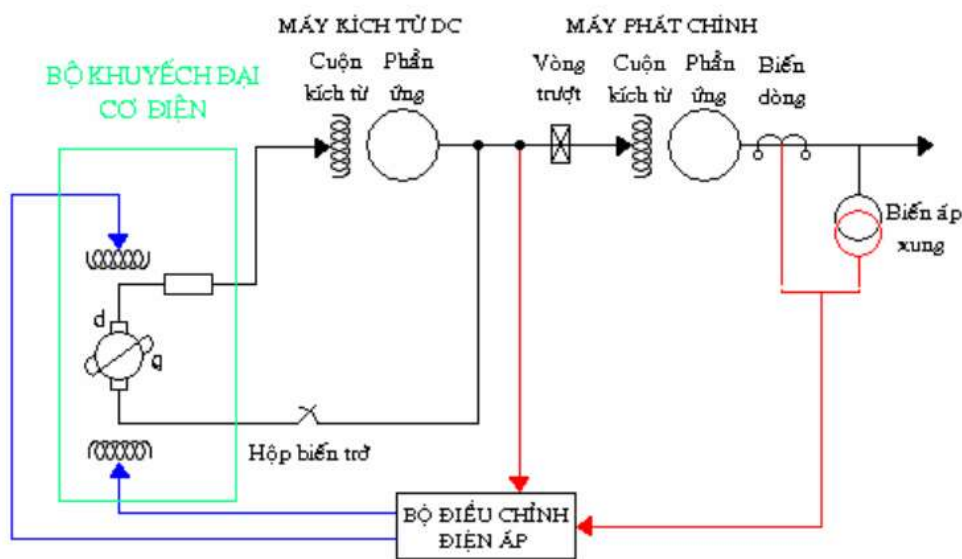 MÁY KÍCH TỪ DC
MÁY PHÁT CHÍNH
BỘ KHUYẾCH ĐẠI
CƠ ĐIỆN
Cuộn
kích từ
Phần
ứng
Vòng
trượt
Cuộn
kích từ
Phần
ứng
Biến
dòng
Biến áp
xung
d
q
Hộp biến trở
BỘ ĐIỀU CHỈNH
ĐIỆN ÁP